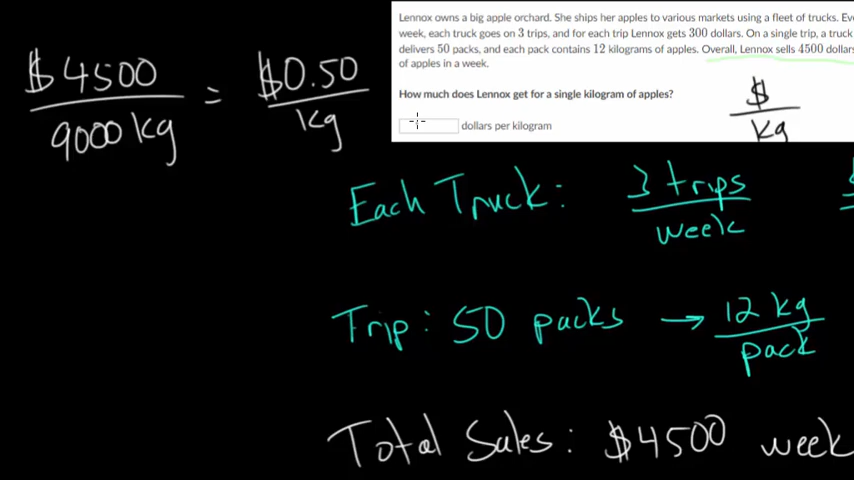 Lennox owns a big apple orchard. She ships her apples to various markets using a fleet of trucks.
week, each truck goes on 3 trips, and for each trip Lennox gets 300 dollars. On a single trip, a truck
delivers 50 packs, and each pack contains 12 kilograms of apples. Overall, Lennox sells 4500
of apples in a week.
How much does Lennox get for a single kilogram of apples?
dollars per kilogram
$
kg
$4500
9000 kg
=
$0.50
kg
Each Truck:
3 trips
week
Trip: 50 packs →
12 kg
pack
Total Sales: $4500 week